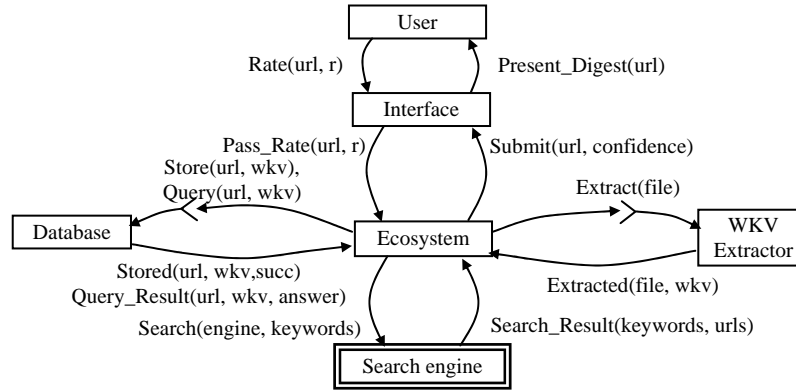 User
Rate(url, r)
Present_Digest(url)
Interface
Pass_Rate(url, r)
Submit(url, confidence)
Store(url, wkv),
Query(url, wkv)
Extract(file)
Database
Ecosystem
WKV
Extractor
Stored(url, wkv,succ)
Query_Result(url, wkv, answer)
Extracted(file, wkv)
Search(engine, keywords)
Search_Result(keywords, urls)
Search engine